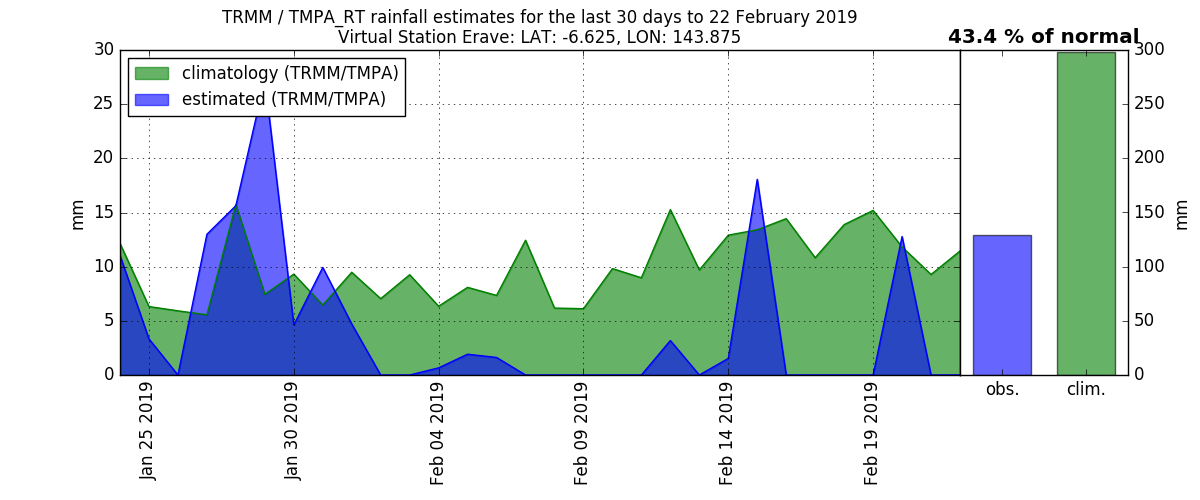 TRMM / TMPA_RT rainfall estimates for the last 30 days to 22 February 2019
Virtual Station Erave: LAT: -6.625, LON: 143.875
43.4 % of normal
climatology (TRMM/TMPA)
estimated (TRMM/TMPA)
30
25
20
15
10
5
0
mm
Jan 25 2019
Jan 30 2019
Feb 04 2019
Feb 09 2019
Feb 14 2019
Feb 19 2019
300
250
200
150
100
50
0
mm
obs.
clim.